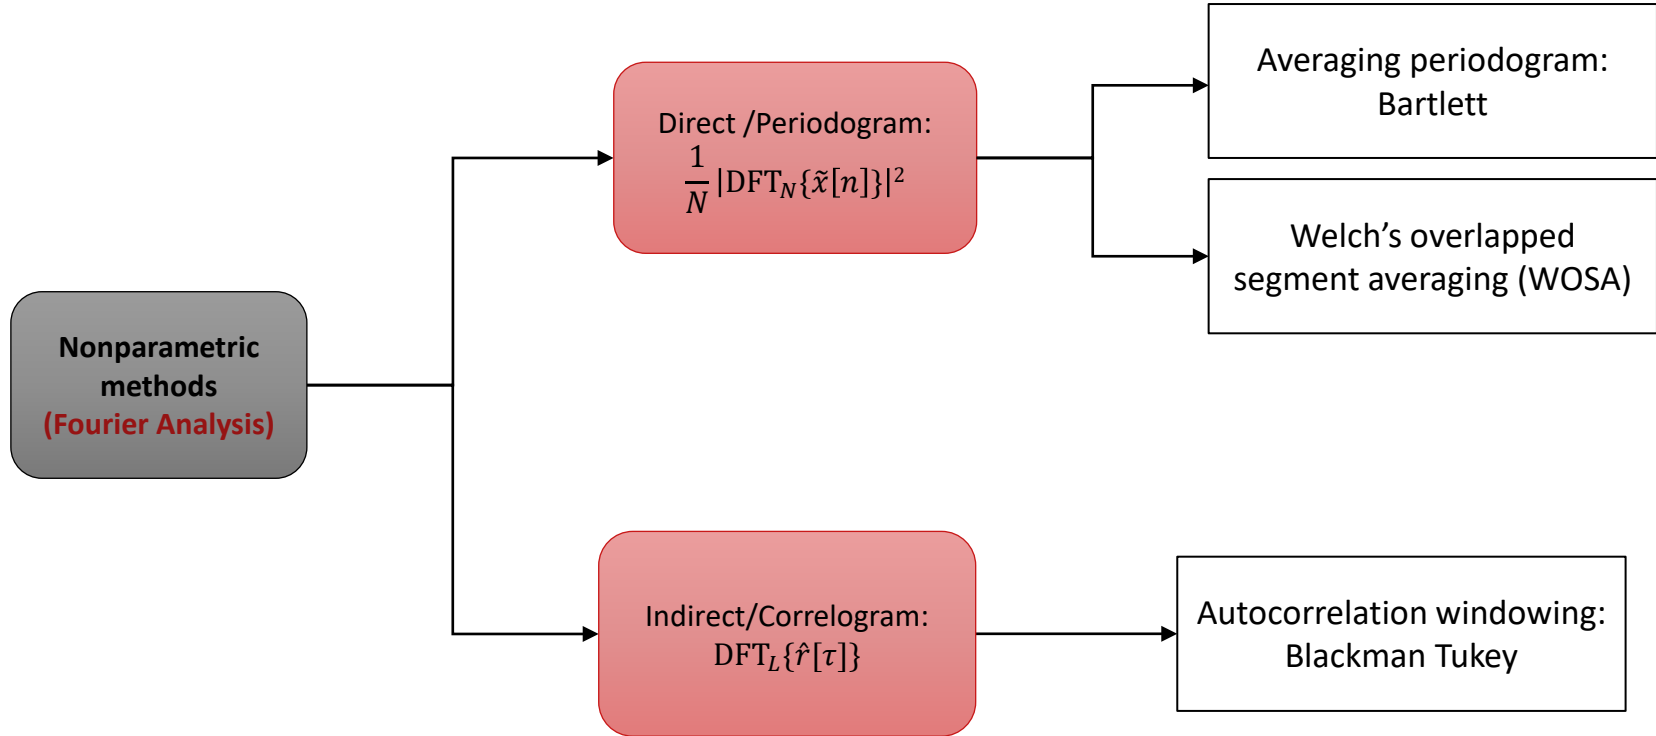 Nonparametric
methods
(Fourier Analysis)
Direct /Periodogram:
1/N |DFT_N{x̃[n]}|²
Averaging periodogram:
Bartlett
Welch’s overlapped
segment averaging (WOSA)
Indirect/Correlogram:
DFT_L{r̂[τ]}
Autocorrelation windowing:
Blackman Tukey